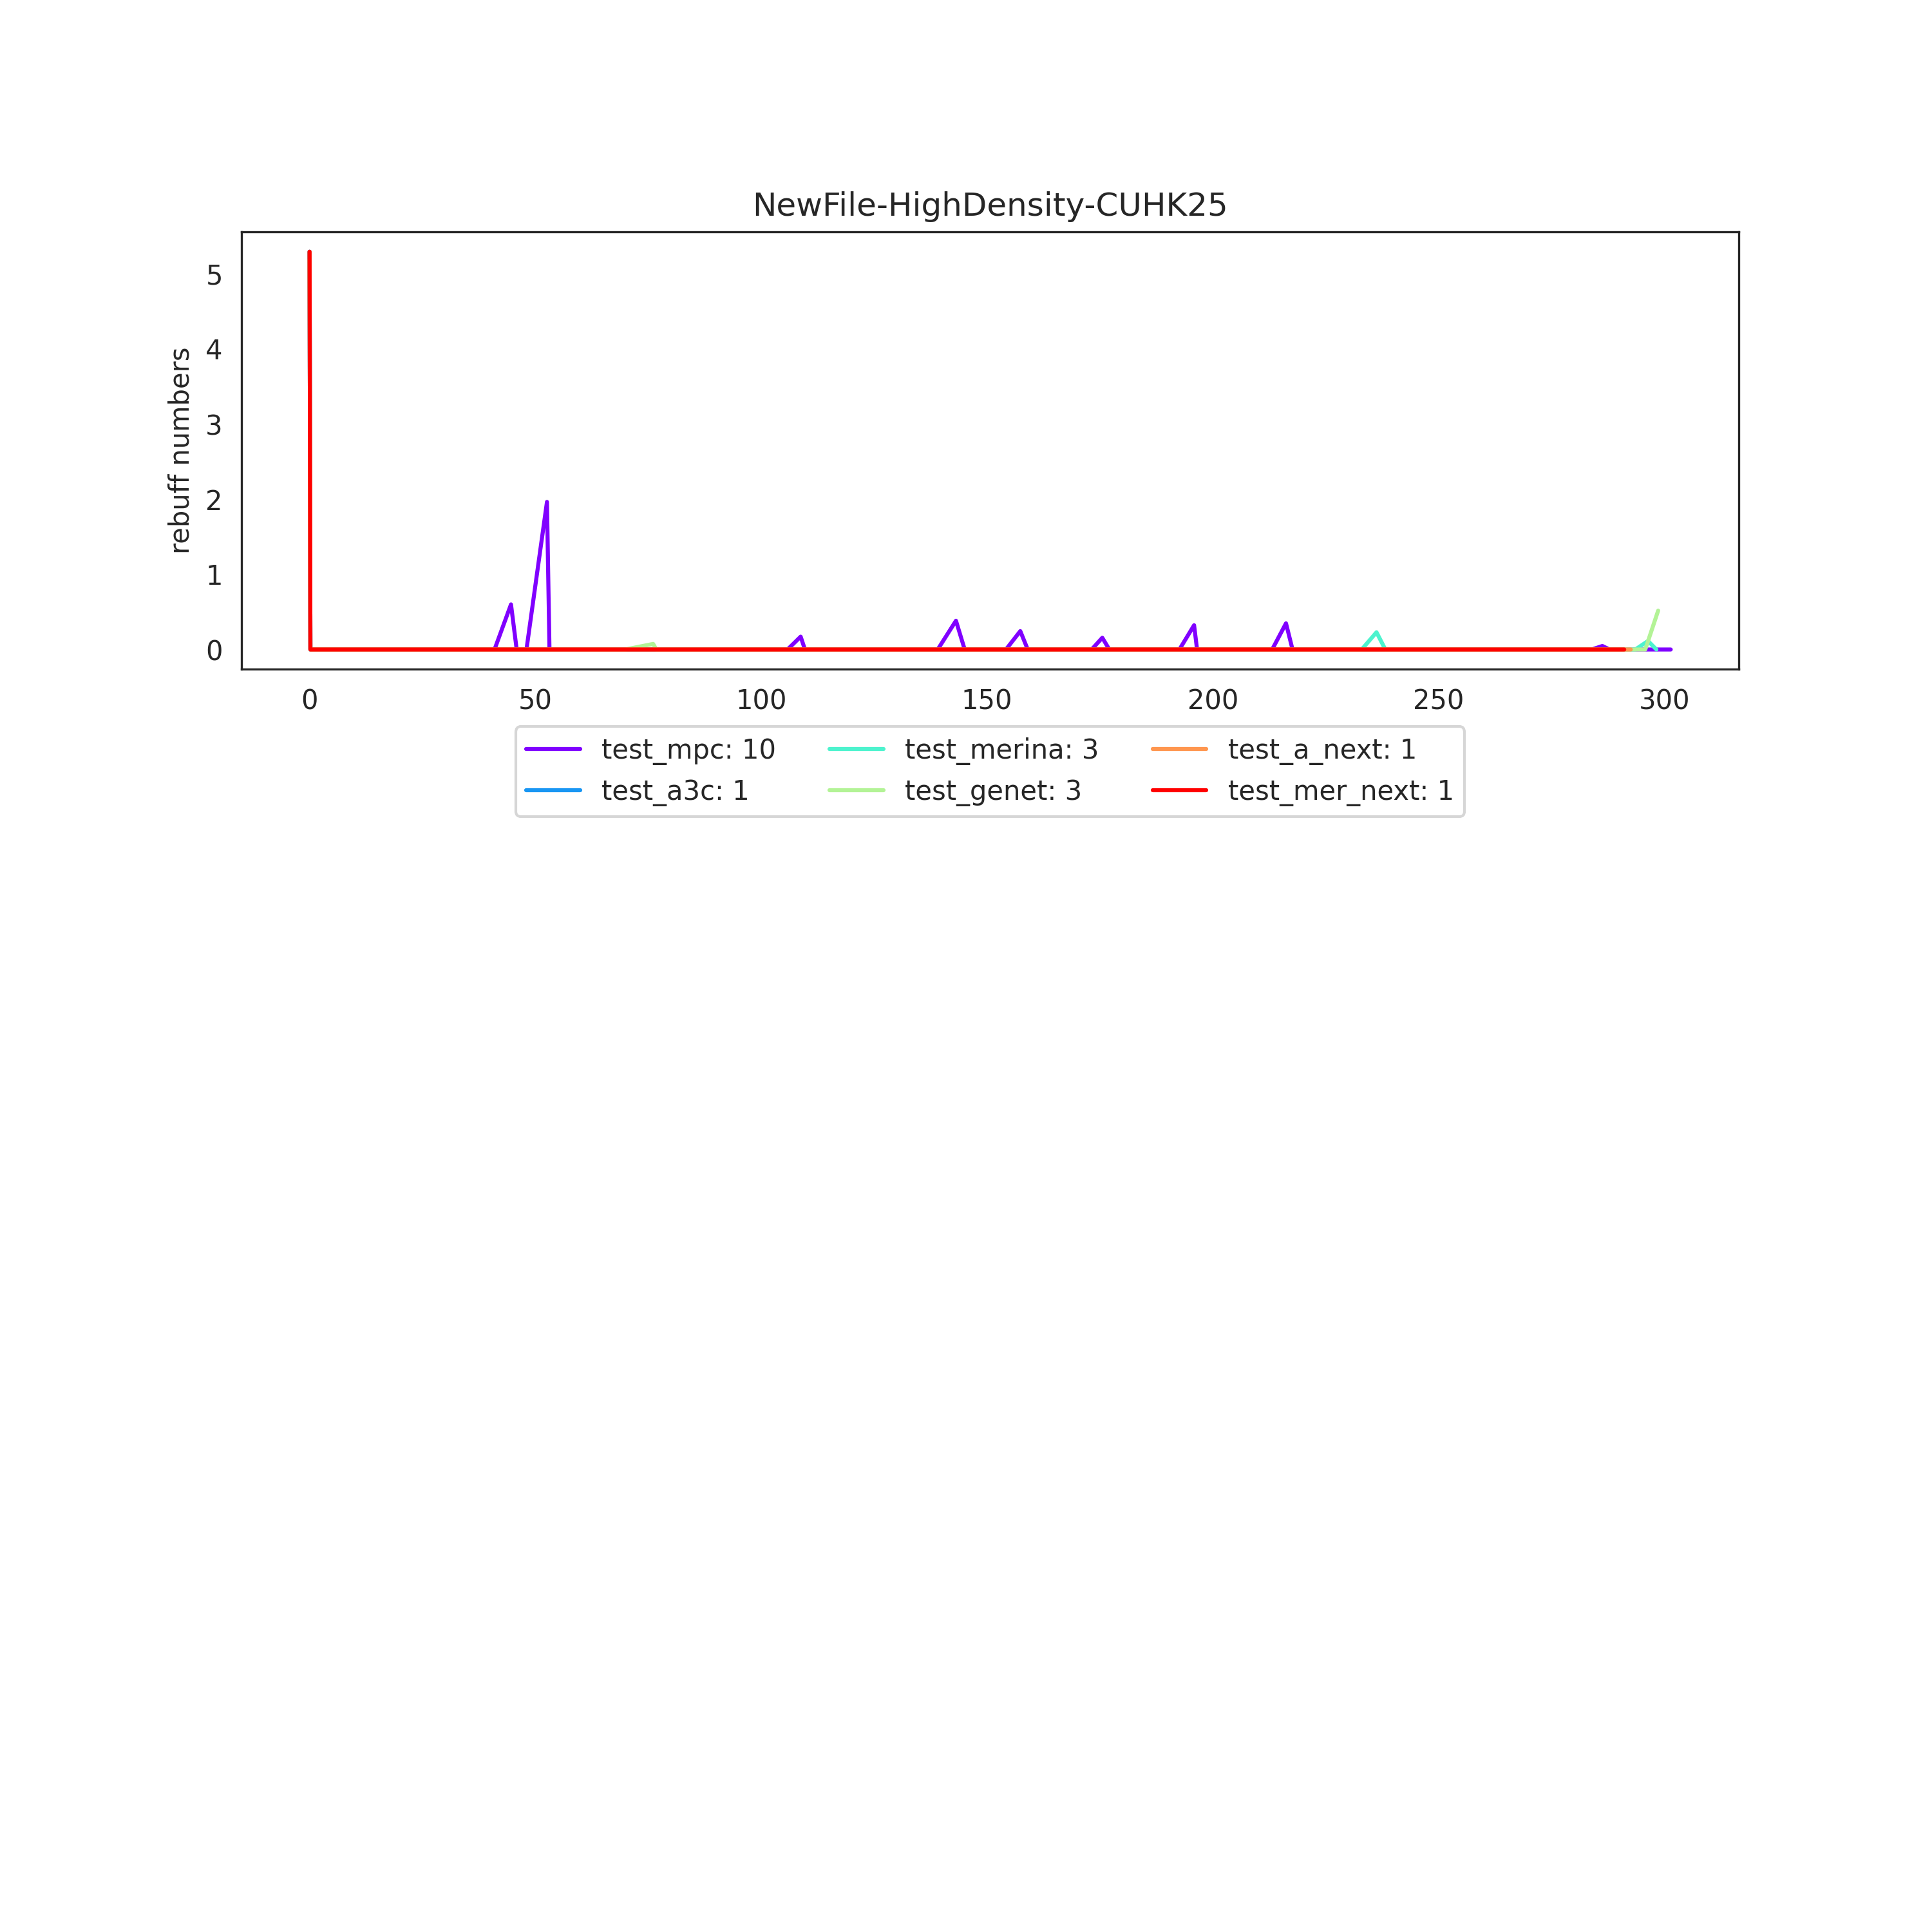 NewFile-HighDensity-CUHK25
rebuff numbers
5
4
3
2
1
0
0 50 100 150 200 250 300
test_mpc: 10 test_merina: 3 test_a_next: 1
test_a3c: 1 test_genet: 3 test_mer_next: 1